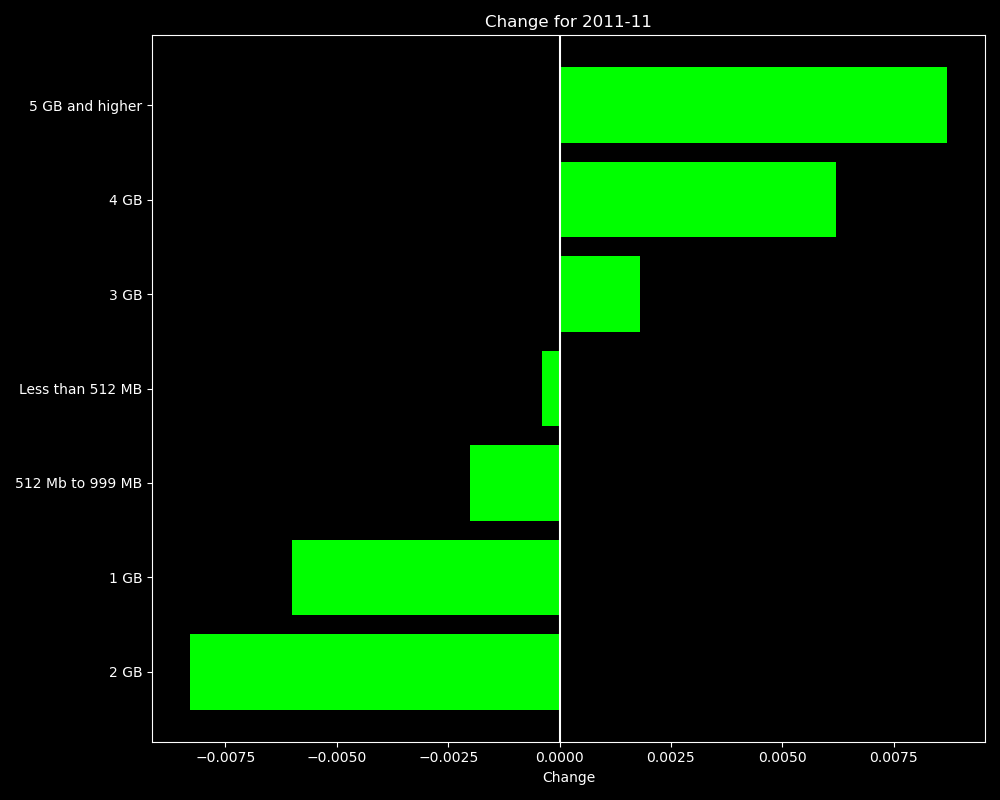 Change for 2011-11
5 GB and higher
4 GB
3 GB
Less than 512 MB
512 Mb to 999 MB
1 GB
2 GB
−0.0075 −0.0050 −0.0025 0.0000 0.0025 0.0050 0.0075
Change